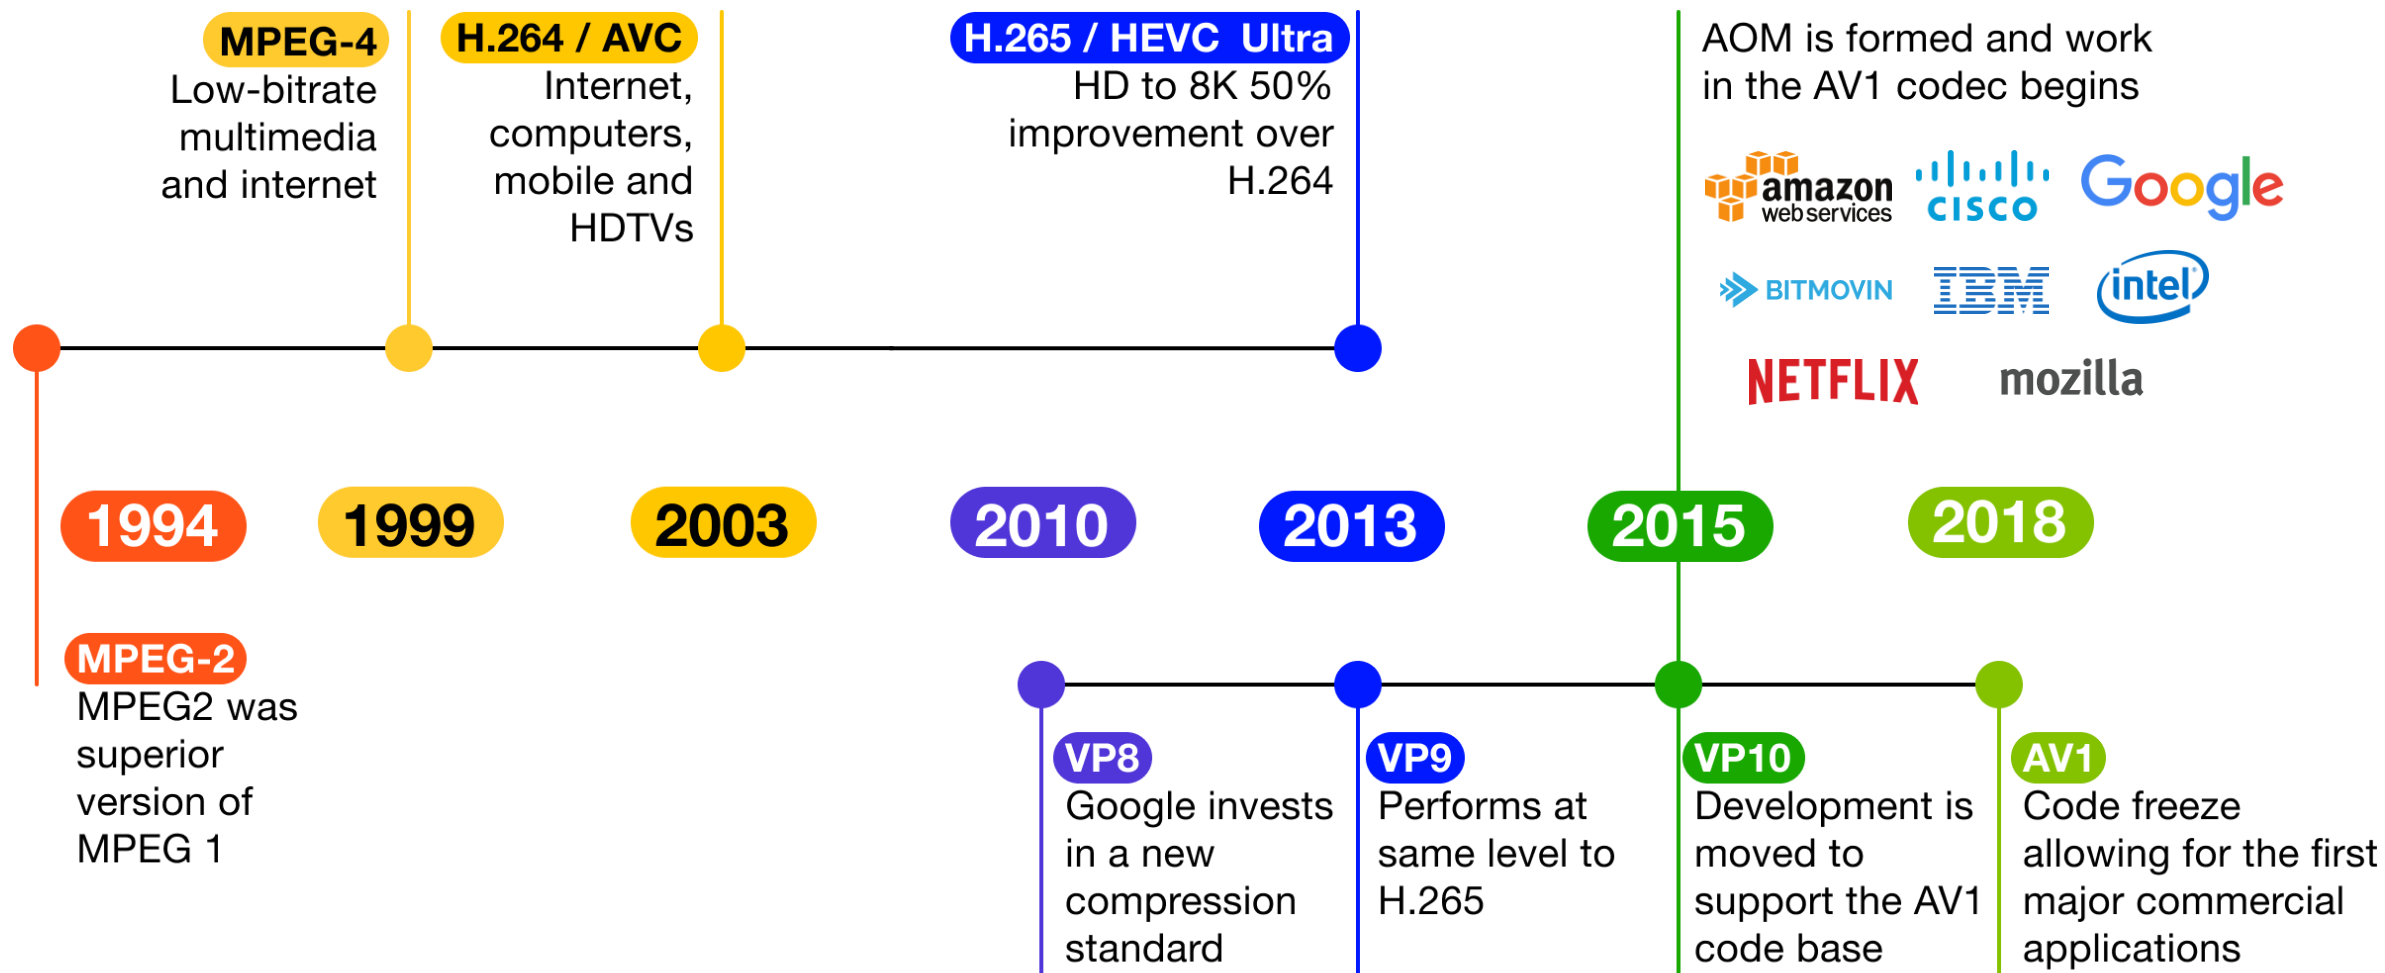 MPEG-4
Low-bitrate
multimedia
and internet
H.264 / AVC
Internet,
computers,
mobile and
HDTVs
H.265 / HEVC Ultra
HD to 8K 50%
improvement over
H.264
AOM is formed and work
in the AV1 codec begins
amazon
webservices
CISCO
Google
BITMOVIN
IBM
intel
NETFLIX
mozilla
1994
1999
2003
2010
2013
2015
2018
MPEG-2
MPEG2 was
superior
version of
MPEG 1
VP8
Google invests
in a new
compression
standard
VP9
Performs at
same level to
H.265
VP10
Development is
moved to
support the AV1
code base
AV1
Code freeze
allowing for the first
major commercial
applications